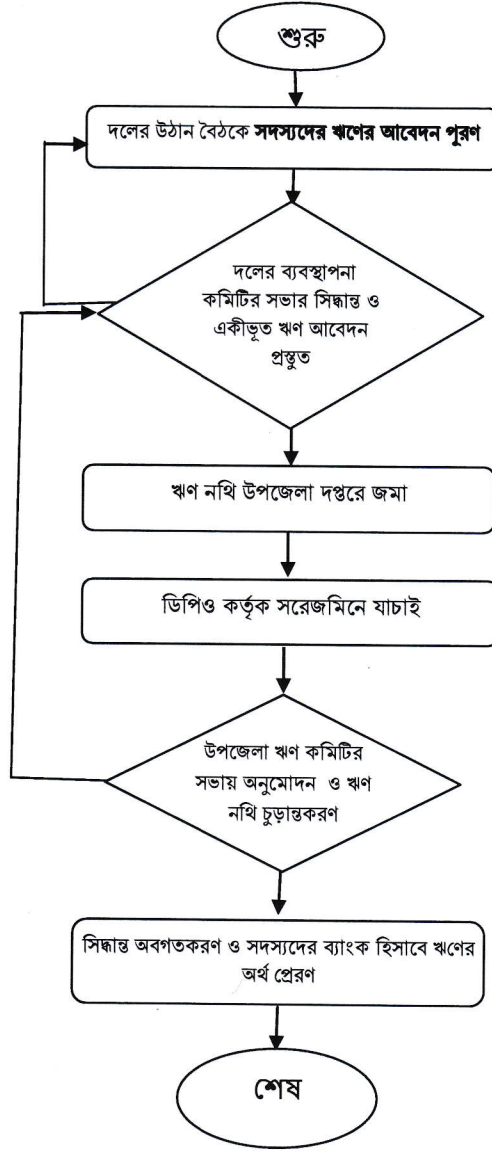 শুরু
দলের উঠান বৈঠকে সদস্যদের ঋণের আবেদন পূরণ
দলের ব্যবস্থাপনা
কমিটির সভার সিদ্ধান্ত ও
একীভূত ঋণ আবেদন
প্রস্তুত
ঋণ নথি উপজেলা দপ্তরে জমা
ডিপিও কর্তৃক সরেজমিনে যাচাই
উপজেলা ঋণ কমিটির
সভায় অনুমোদন ও ঋণ
নথি চুড়ান্তকরণ
সিদ্ধান্ত অবগতকরণ ও সদস্যদের ব্যাংক হিসাবে ঋণের
অর্থ প্রেরণ
শেষ